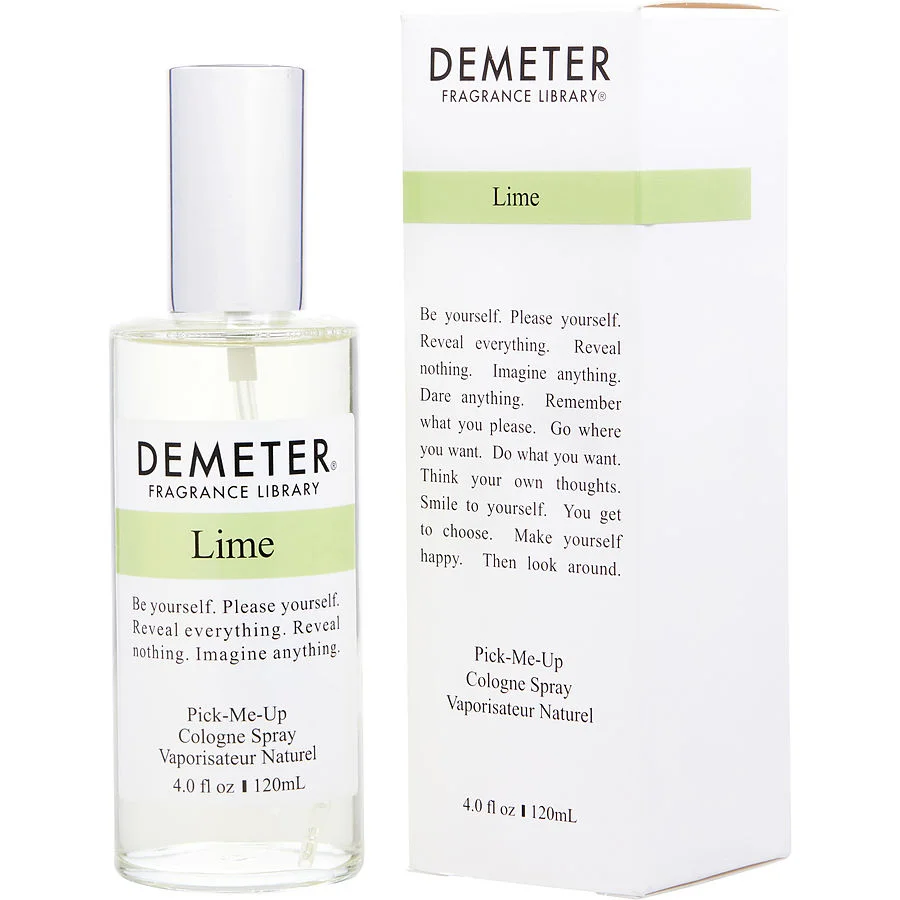 DEMETER®
FRAGRANCE LIBRARY
Lime
Be yourself. Please yourself.
Reveal everything. Reveal
nothing. Imagine anything.
Pick-Me-Up
Cologne Spray
Vaporisateur Naturel
4.0 fl oz ▮ 120mL
DEMETER
FRAGRANCE LIBRARY®
Lime
Be yourself. Please yourself.
Reveal everything. Reveal
nothing. Imagine anything.
Dare anything. Remember
what you please. Go where
you want. Do what you want.
Think your own thoughts.
Smile to yourself. You get
to choose. Make yourself
happy. Then look around.
Pick-Me-Up
Cologne Spray
Vaporisateur Naturel
4.0 fl oz ▮ 120mL